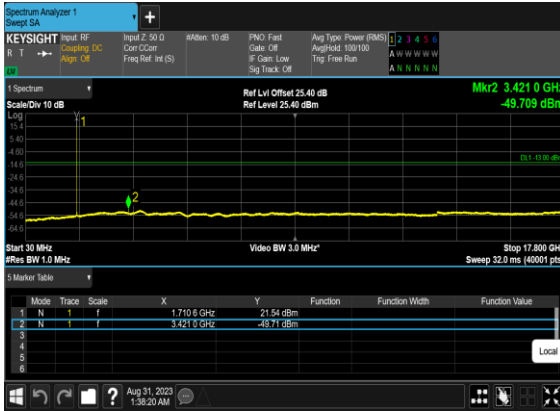 Spectrum Analyzer 1
Swept SA
+
KEYSIGHT Input: RF Input Z: 50 Ω #Atten: 10 dB PNO: Fast Avg Type: Power (RMS) 1 2 3 4 5 6
R T Coupling: DC Corr CCorr Gate: Off Avg|Hold: 100/100 A W W W W W
Align: Off Freq Ref: Int (S) IF Gain: Low Trig: Free Run
Sig Track: Off A N N N N N
1 Spectrum Ref Lvl Offset 25.40 dB Mkr2 3.421 0 GHz
Scale/Div 10 dB Ref Level 25.40 dBm -49.709 dBm
Log
15.4
5.40
-4.60
-14.6
-24.6
-34.6
-44.6
-54.6
-64.6
1
2
DL1 -13.00 dBm
Start 30 MHz Video BW 3.0 MHz* Stop 17.800 GHz
#Res BW 1.0 MHz Sweep 32.0 ms (40001 pts)
5 Marker Table
Mode Trace Scale X Y Function Function Width Function Value
1 N 1 f 1.710 6 GHz 21.54 dBm
2 N 1 f 3.421 0 GHz -49.71 dBm
3
4
5
6
Local
? Aug 31, 2023
1:38:20 AM